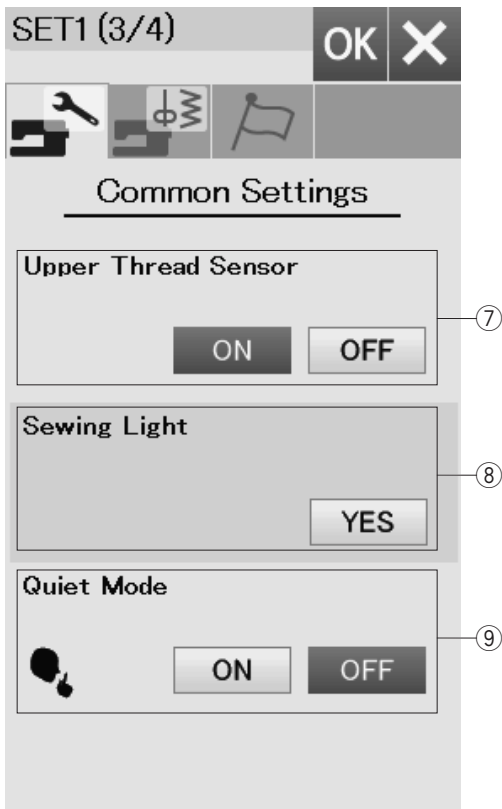 SET1 (3/4)
OK
Common Settings
Upper Thread Sensor
ON OFF
⑦
Sewing Light
YES
⑧
Quiet Mode
ON OFF
⑨